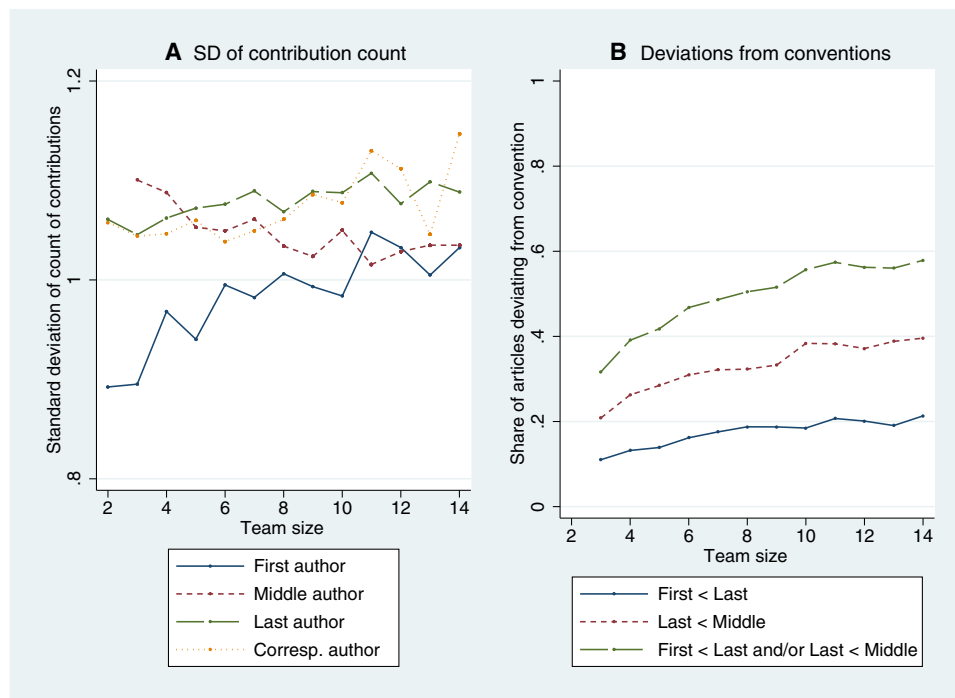 A SD of contribution count
Standard deviation of count of contributions
1.2
1
.8
2 4 6 8 10 12 14
Team size
First author
Middle author
Last author
Corresp. author
B Deviations from conventions
Share of articles deviating from convention
1
.8
.6
.4
.2
0
2 4 6 8 10 12 14
Team size
First < Last
Last < Middle
First < Last and/or Last < Middle